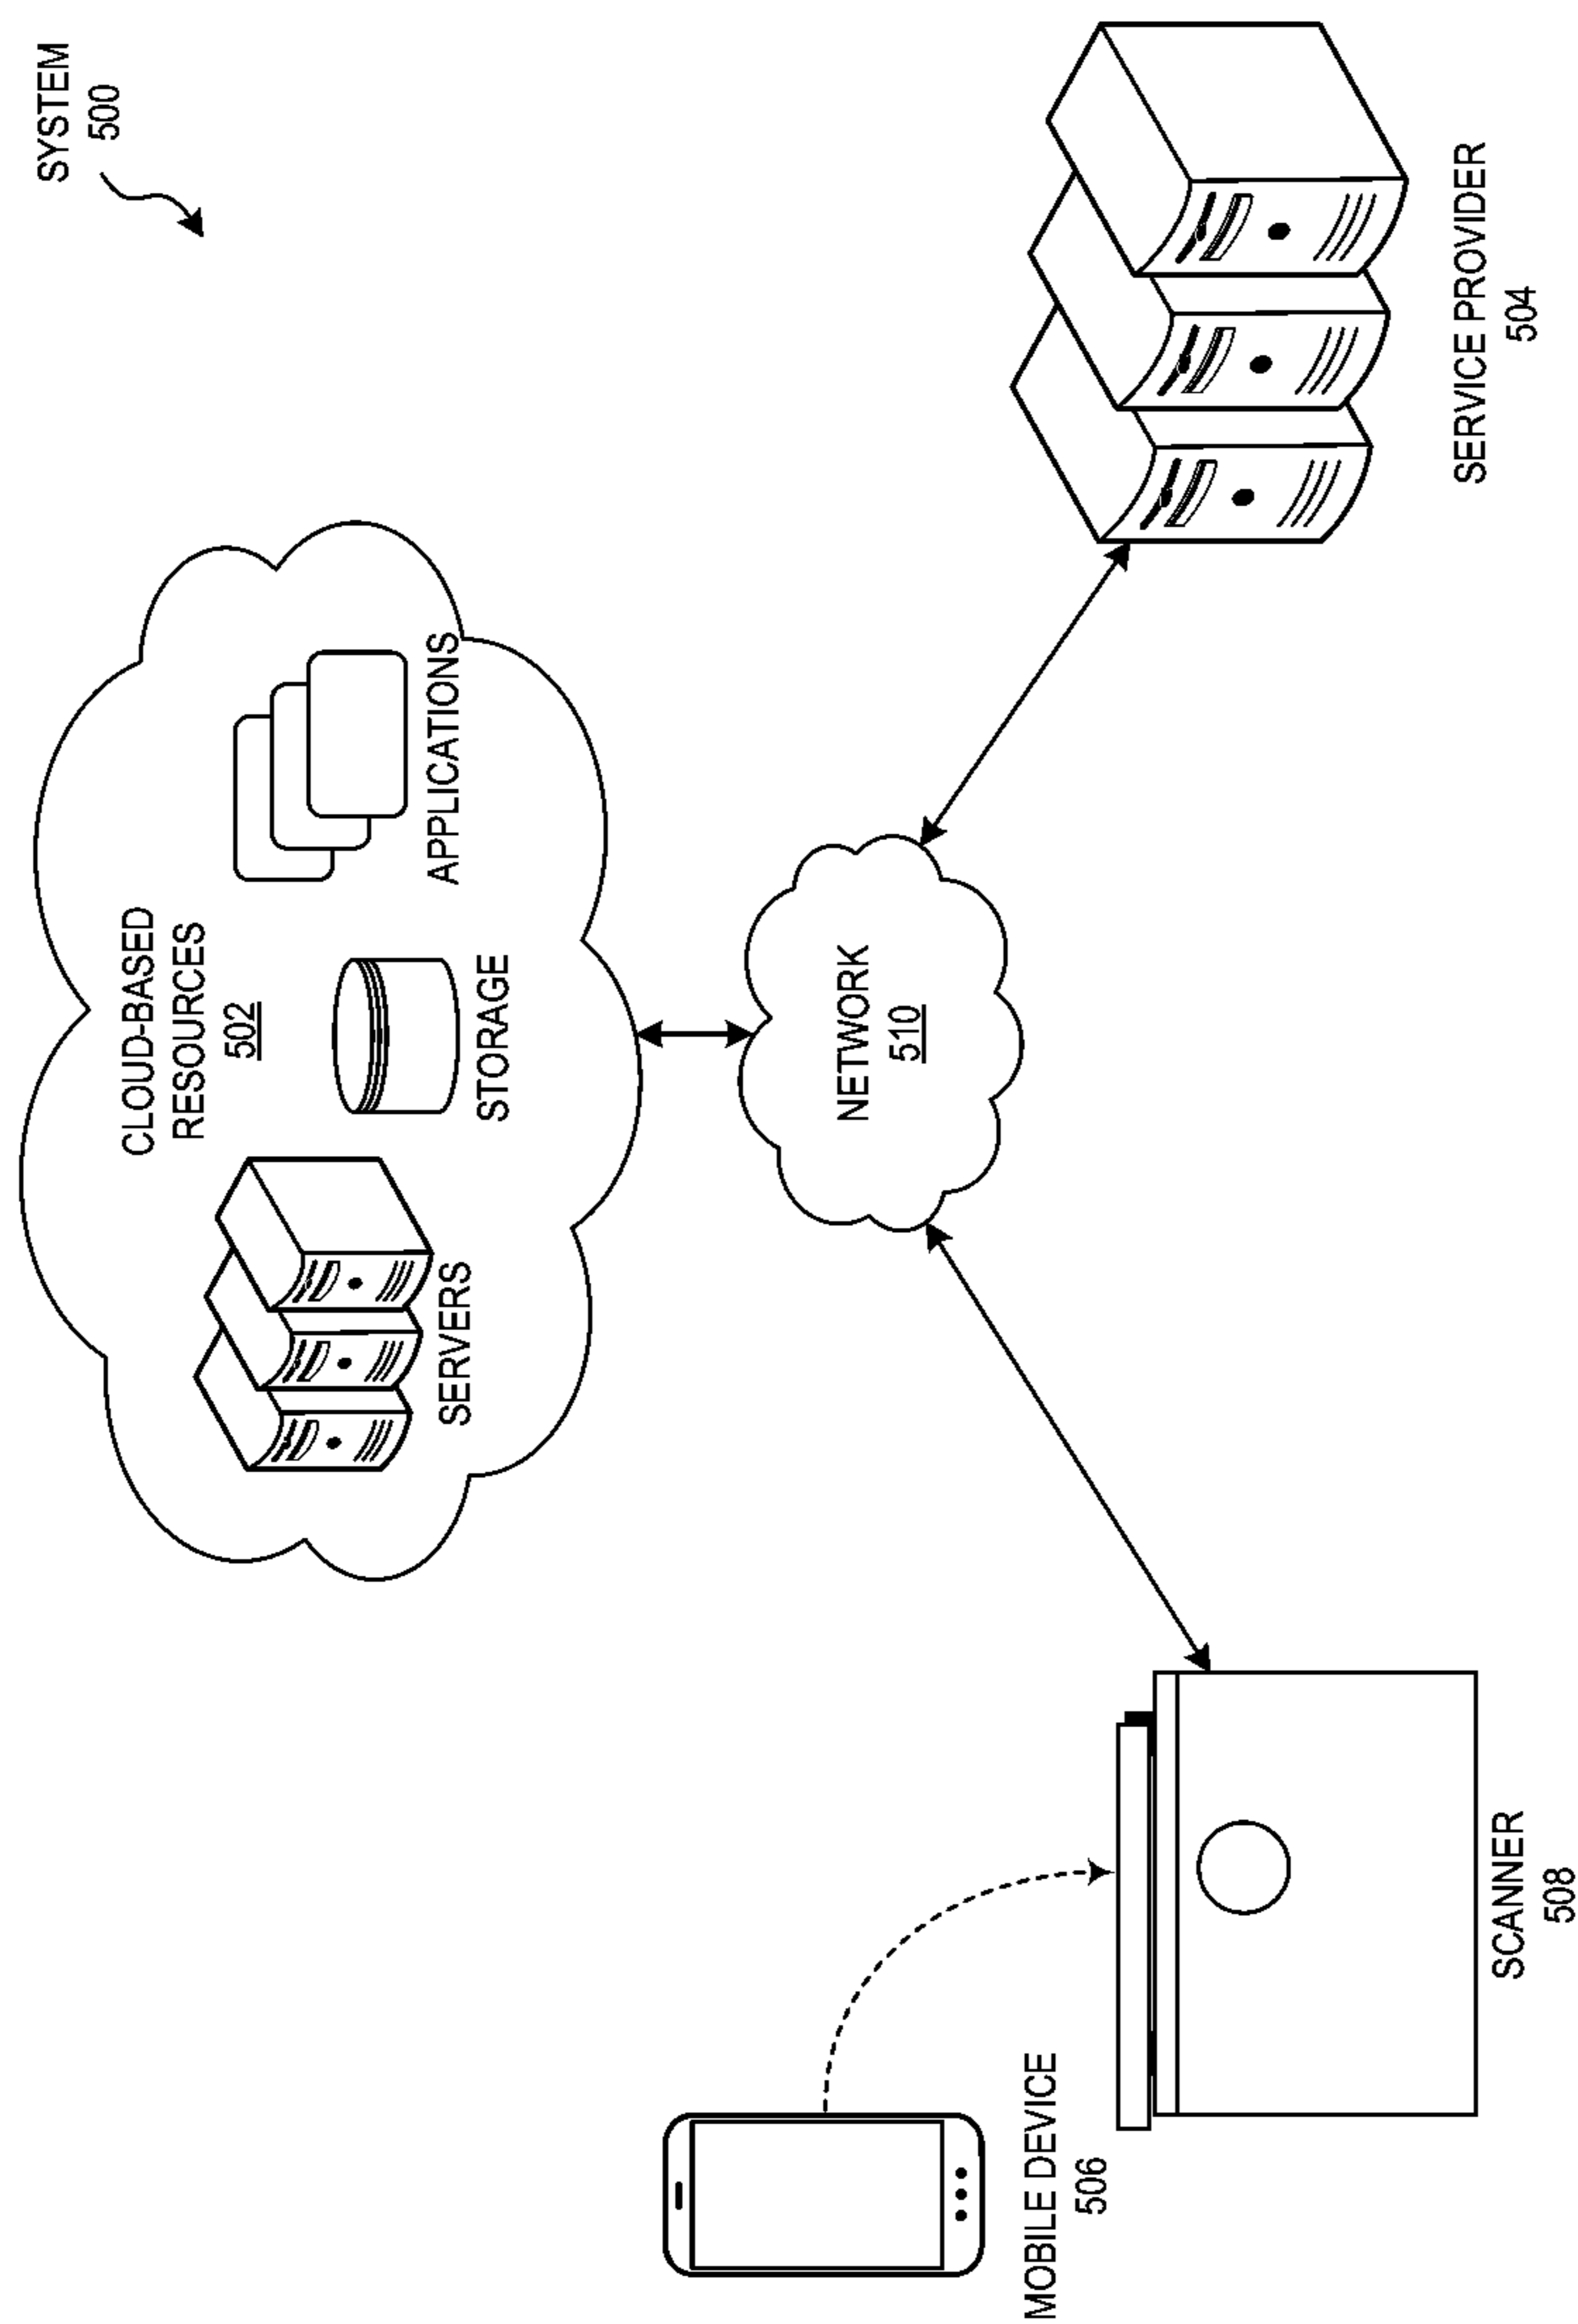 SYSTEM
500
CLOUD-BASED
RESOURCES
502
SERVERS
STORAGE
APPLICATIONS
NETWORK
510
MOBILE DEVICE
506
SCANNER
508
SERVICE PROVIDER
504